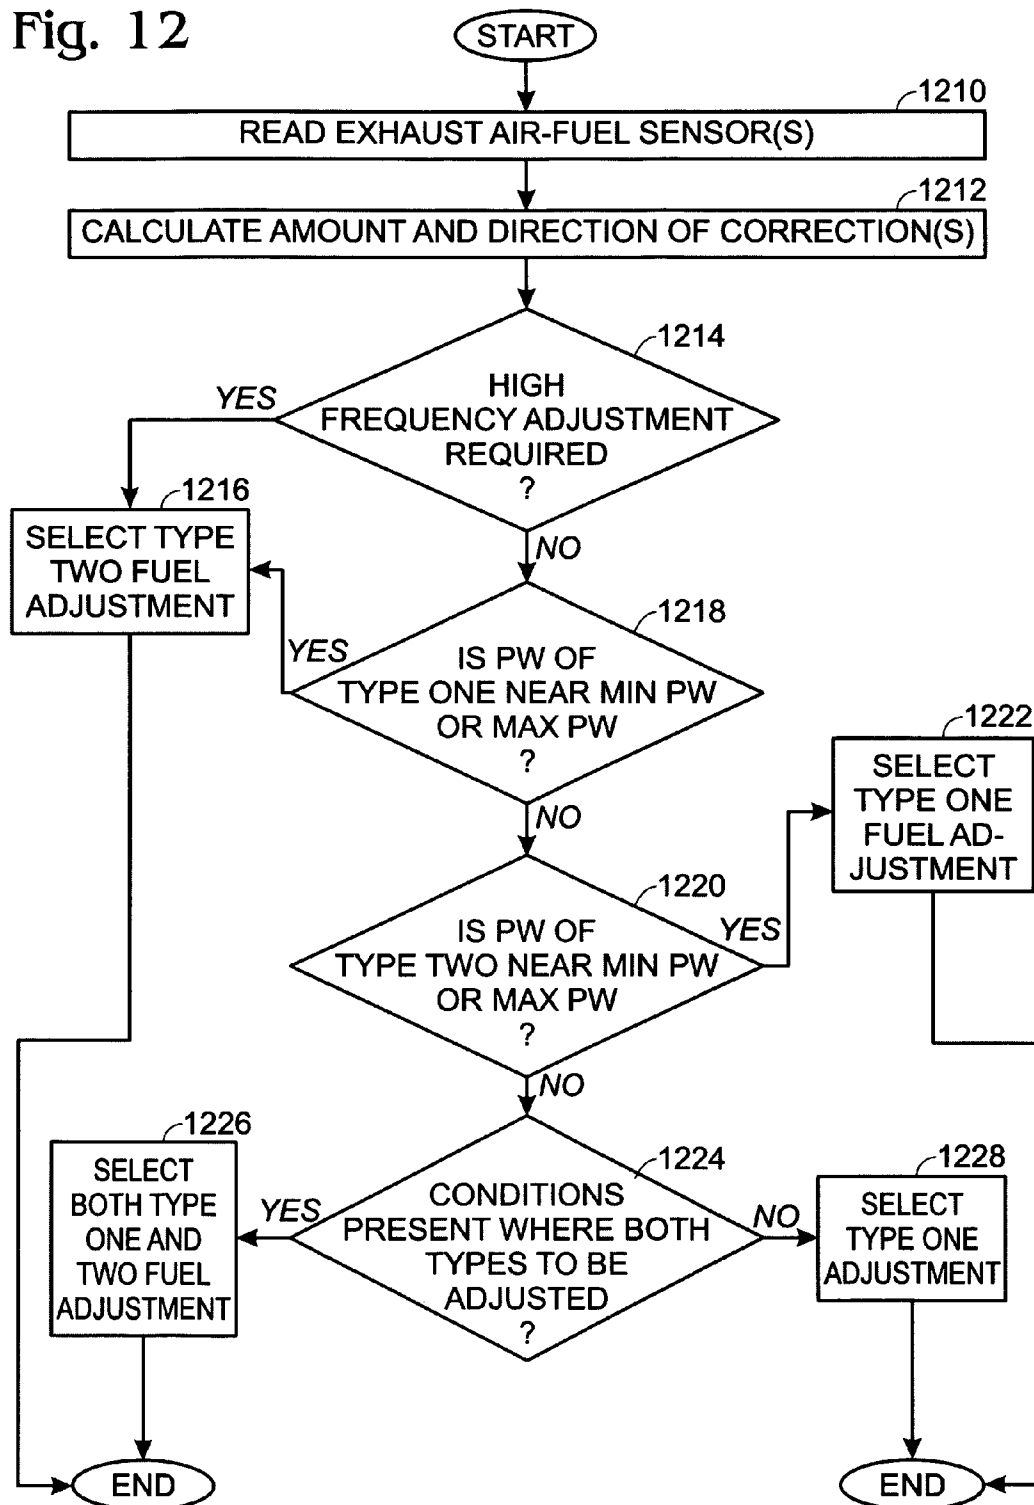 Fig. 12
START
1210
READ EXHAUST AIR-FUEL SENSOR(S)
1212
CALCULATE AMOUNT AND DIRECTION OF CORRECTION(S)
1214
HIGH
FREQUENCY ADJUSTMENT
REQUIRED
?
YES
NO
1216
SELECT TYPE
TWO FUEL
ADJUSTMENT
1218
IS PW OF
TYPE ONE NEAR MIN PW
OR MAX PW
?
YES
NO
1222
SELECT
TYPE ONE
FUEL AD-
JUSTMENT
1220
IS PW OF
TYPE TWO NEAR MIN PW
OR MAX PW
?
YES
NO
1226
SELECT
BOTH TYPE
ONE AND
TWO FUEL
ADJUSTMENT
YES
1224
CONDITIONS
PRESENT WHERE BOTH
TYPES TO BE
ADJUSTED
?
NO
1228
SELECT
TYPE ONE
ADJUSTMENT
END
END